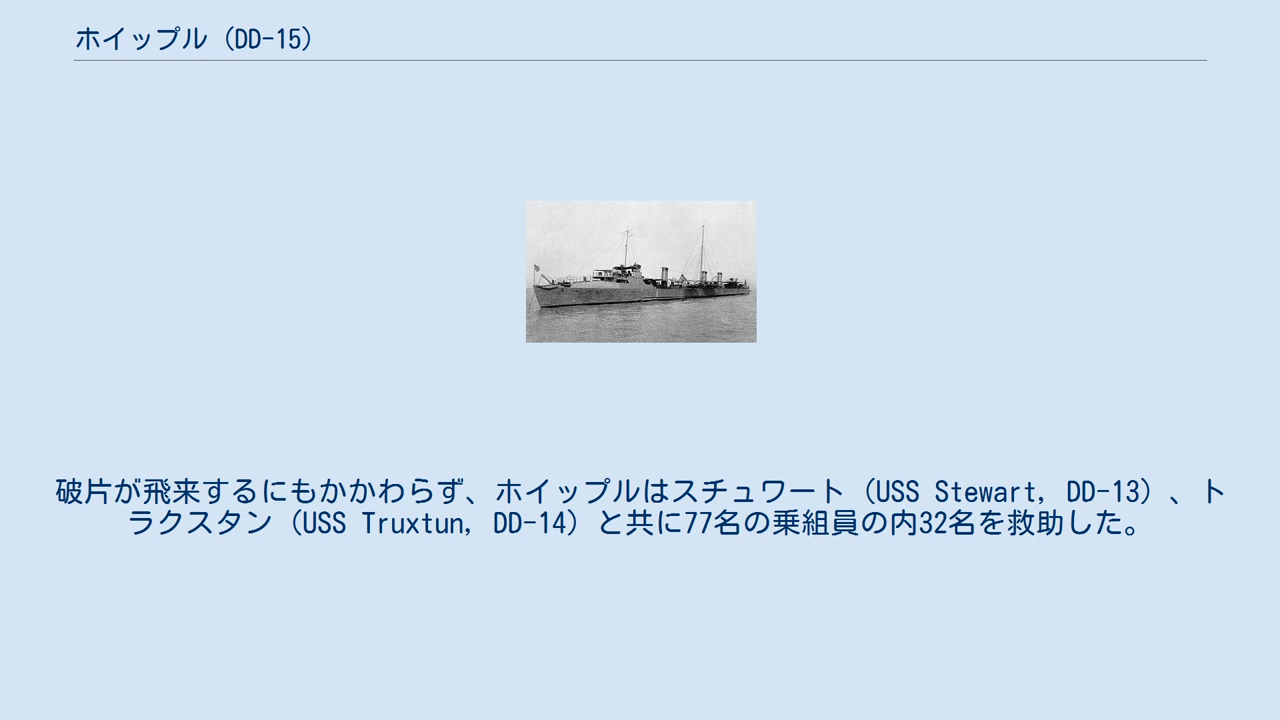 ホイップル（DD-15）
破片が飛来するにもかかわらず、ホイップルはスチュワート（USS Stewart, DD-13）、ト
ラクスタン（USS Truxtun, DD-14）と共に77名の乗組員の内32名を救助した。